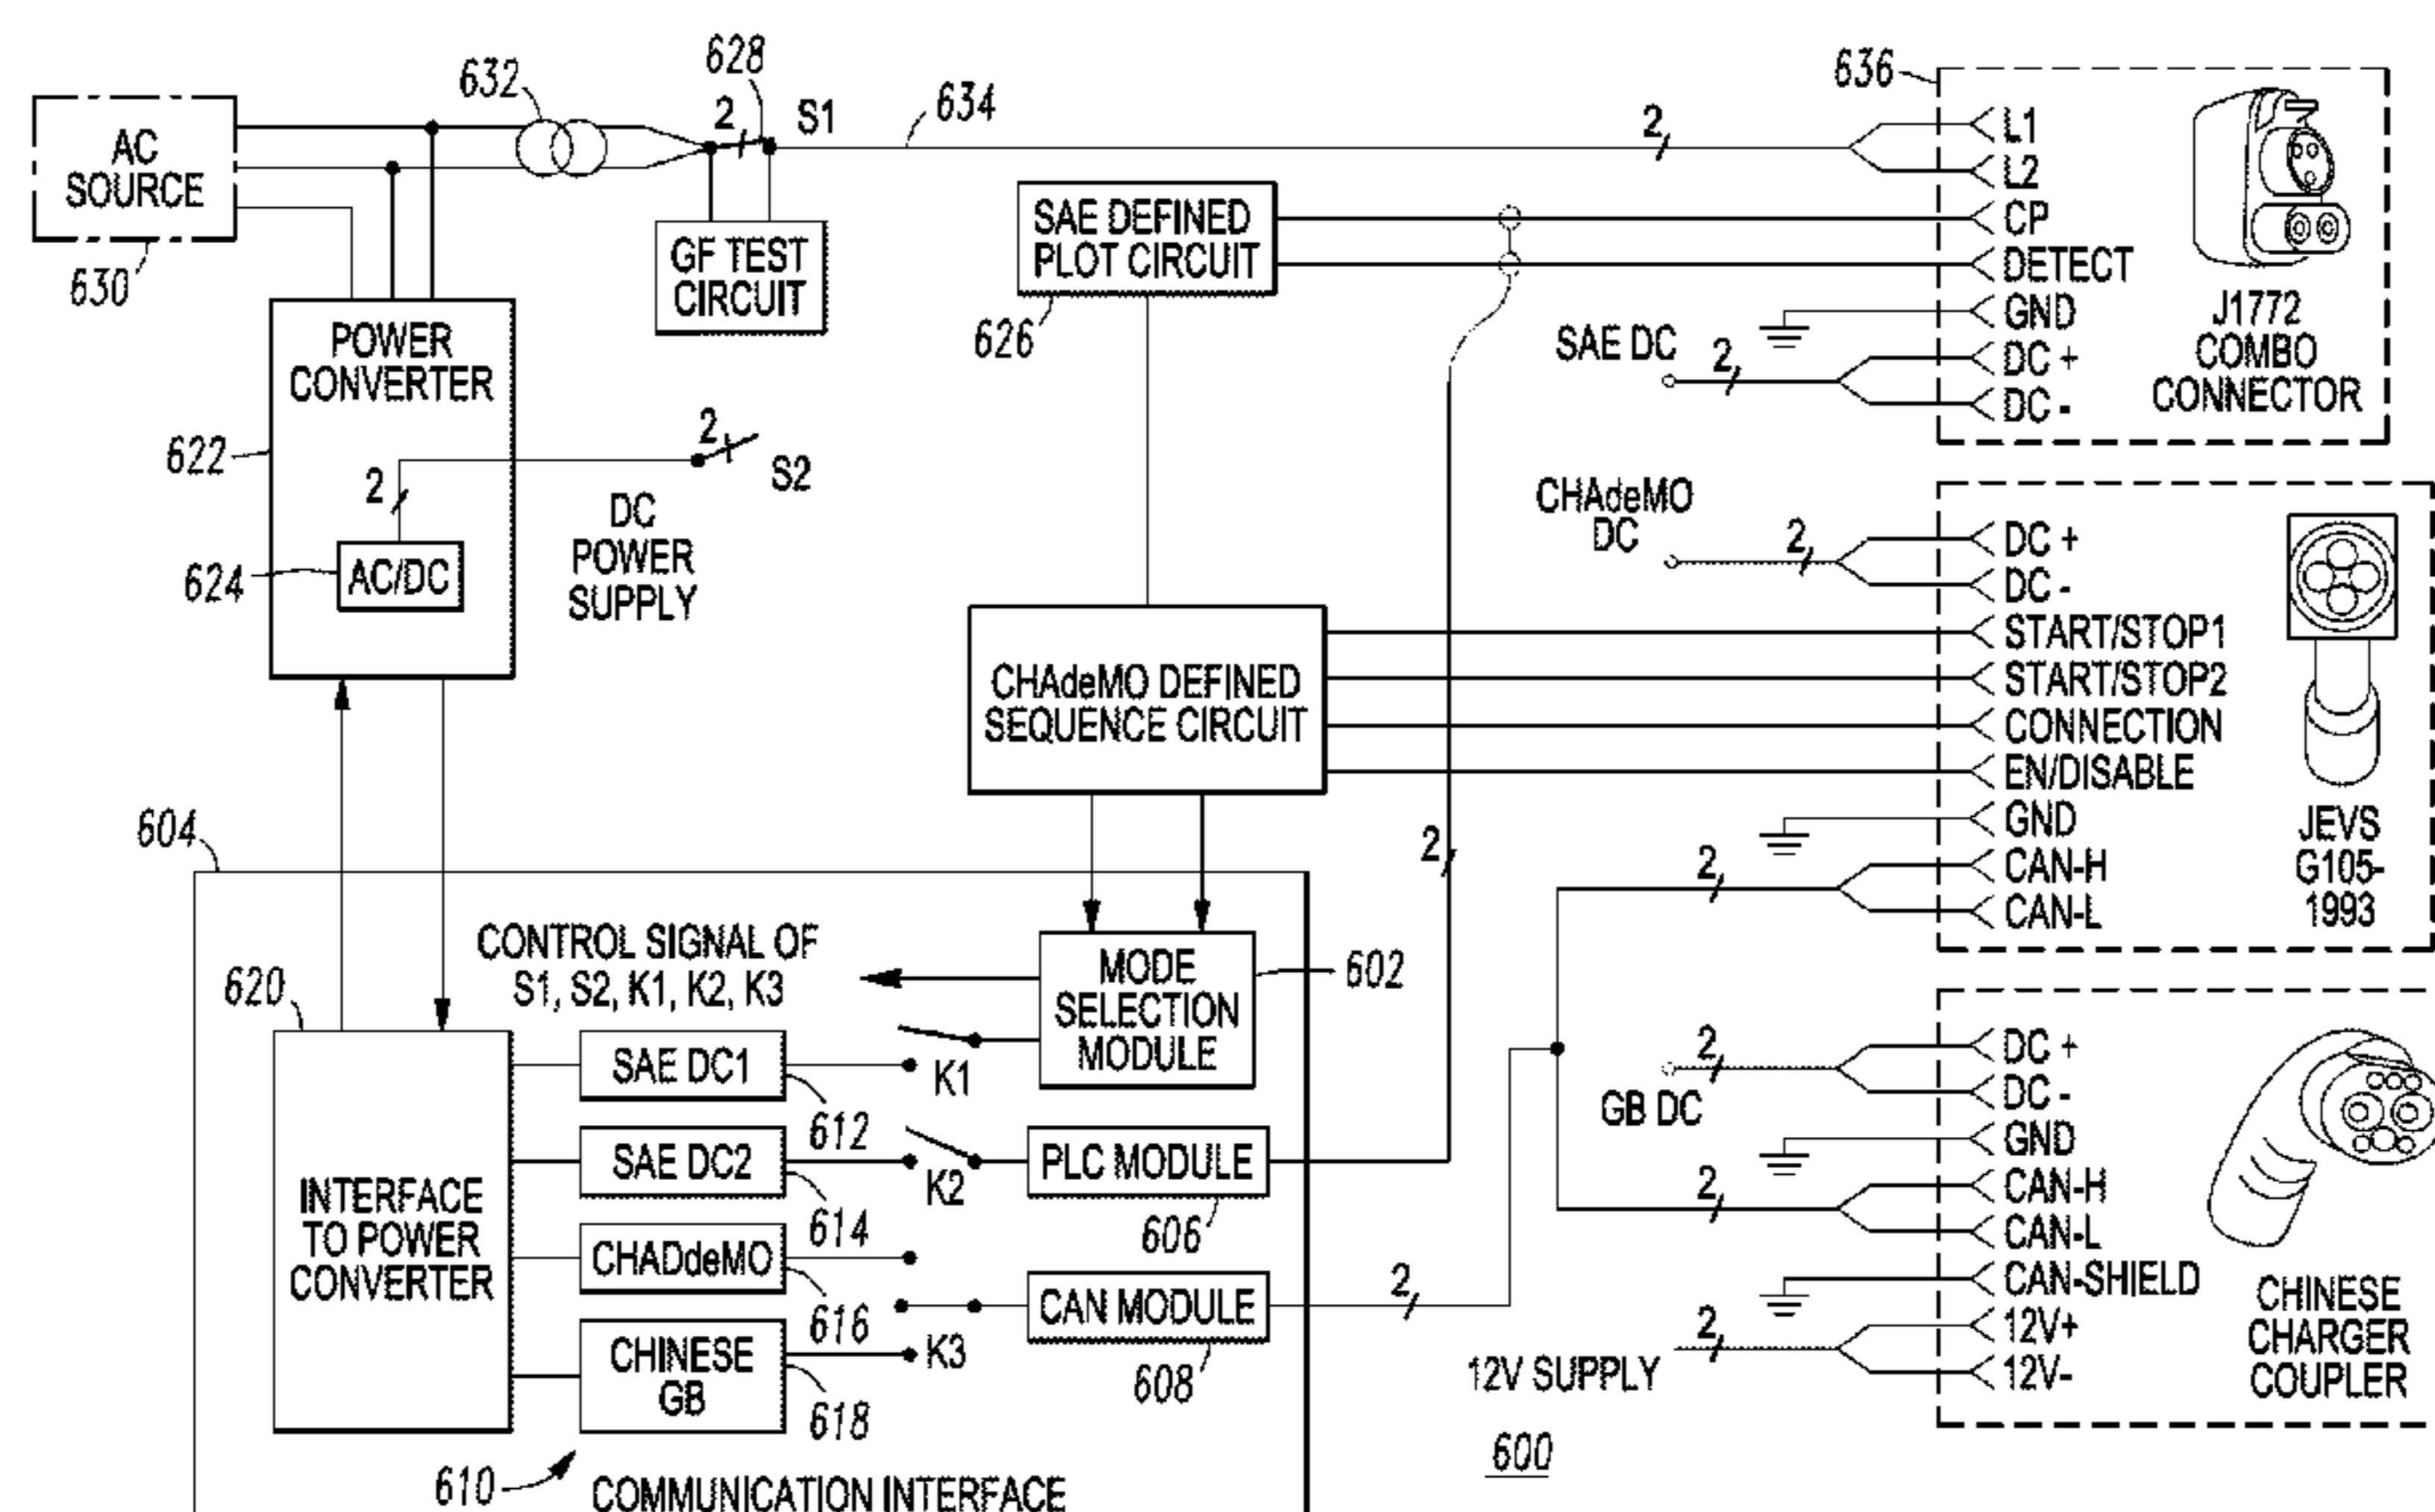 632
628
2
S1
634
2
636
AC
SOURCE
630
L1
L2
CP
DETECT
GND
DC +
DC -
J1772
COMBO
CONNECTOR
GF TEST
CIRCUIT
SAE DEFINED
PLOT CIRCUIT
626
SAE DC
2
POWER
CONVERTER
622
2
AC/DC
624
2
S2
DC
POWER
SUPPLY
CHAdeMO
DC
2
DC +
DC -
START/STOP1
START/STOP2
CONNECTION
EN/DISABLE
GND
CAN-H
CAN-L
JEVS
G105-
1993
CHAdeMO DEFINED
SEQUENCE CIRCUIT
2
2
604
CONTROL SIGNAL OF
S1, S2, K1, K2, K3
MODE
SELECTION
MODULE
602
620
INTERFACE
TO POWER
CONVERTER
SAE DC1
612
K1
SAE DC2
614
K2
PLC MODULE
606
CHADdeMO
616
CAN MODULE
608
2
CHINESE
GB
618
K3
610
COMMUNICATION INTERFACE
GB DC
2
DC +
DC -
GND
2
CAN-H
CAN-L
CAN-SHIELD
12V SUPPLY
2
12V+
12V-
CHINESE
CHARGER
COUPLER
600